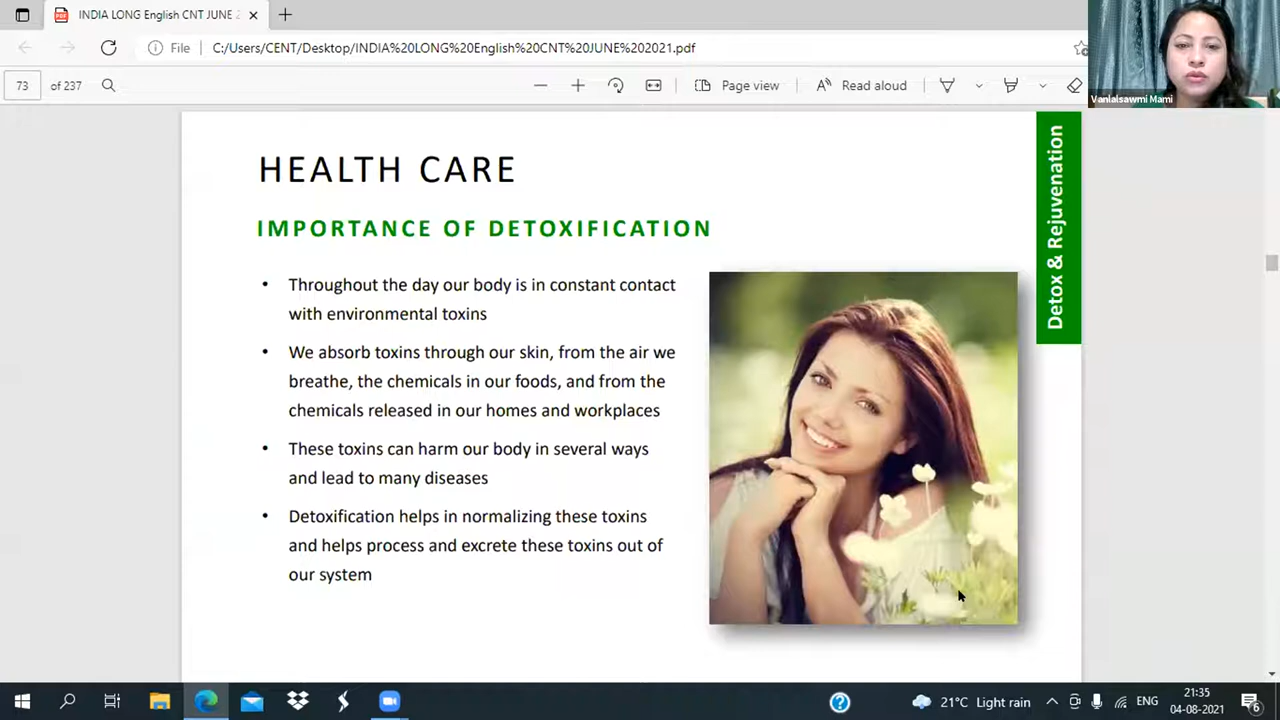 INDIA LONG English CNT JUNE 2
File
C:/Users/CENT/Desktop/INDIA%20LONG%20English%20CNT%20JUNE%202021.pdf
Vanlalsawmi Mami
73 of 237
Page view
Read aloud
HEALTH CARE
IMPORTANCE OF DETOXIFICATION
Detox & Rejuvenation
• Throughout the day our body is in constant contact
with environmental toxins
• We absorb toxins through our skin, from the air we
breathe, the chemicals in our foods, and from the
chemicals released in our homes and workplaces
• These toxins can harm our body in several ways
and lead to many diseases
• Detoxification helps in normalizing these toxins
and helps process and excrete these toxins out of
our system
21°C Light rain
ENG
21:35
04-08-2021
6